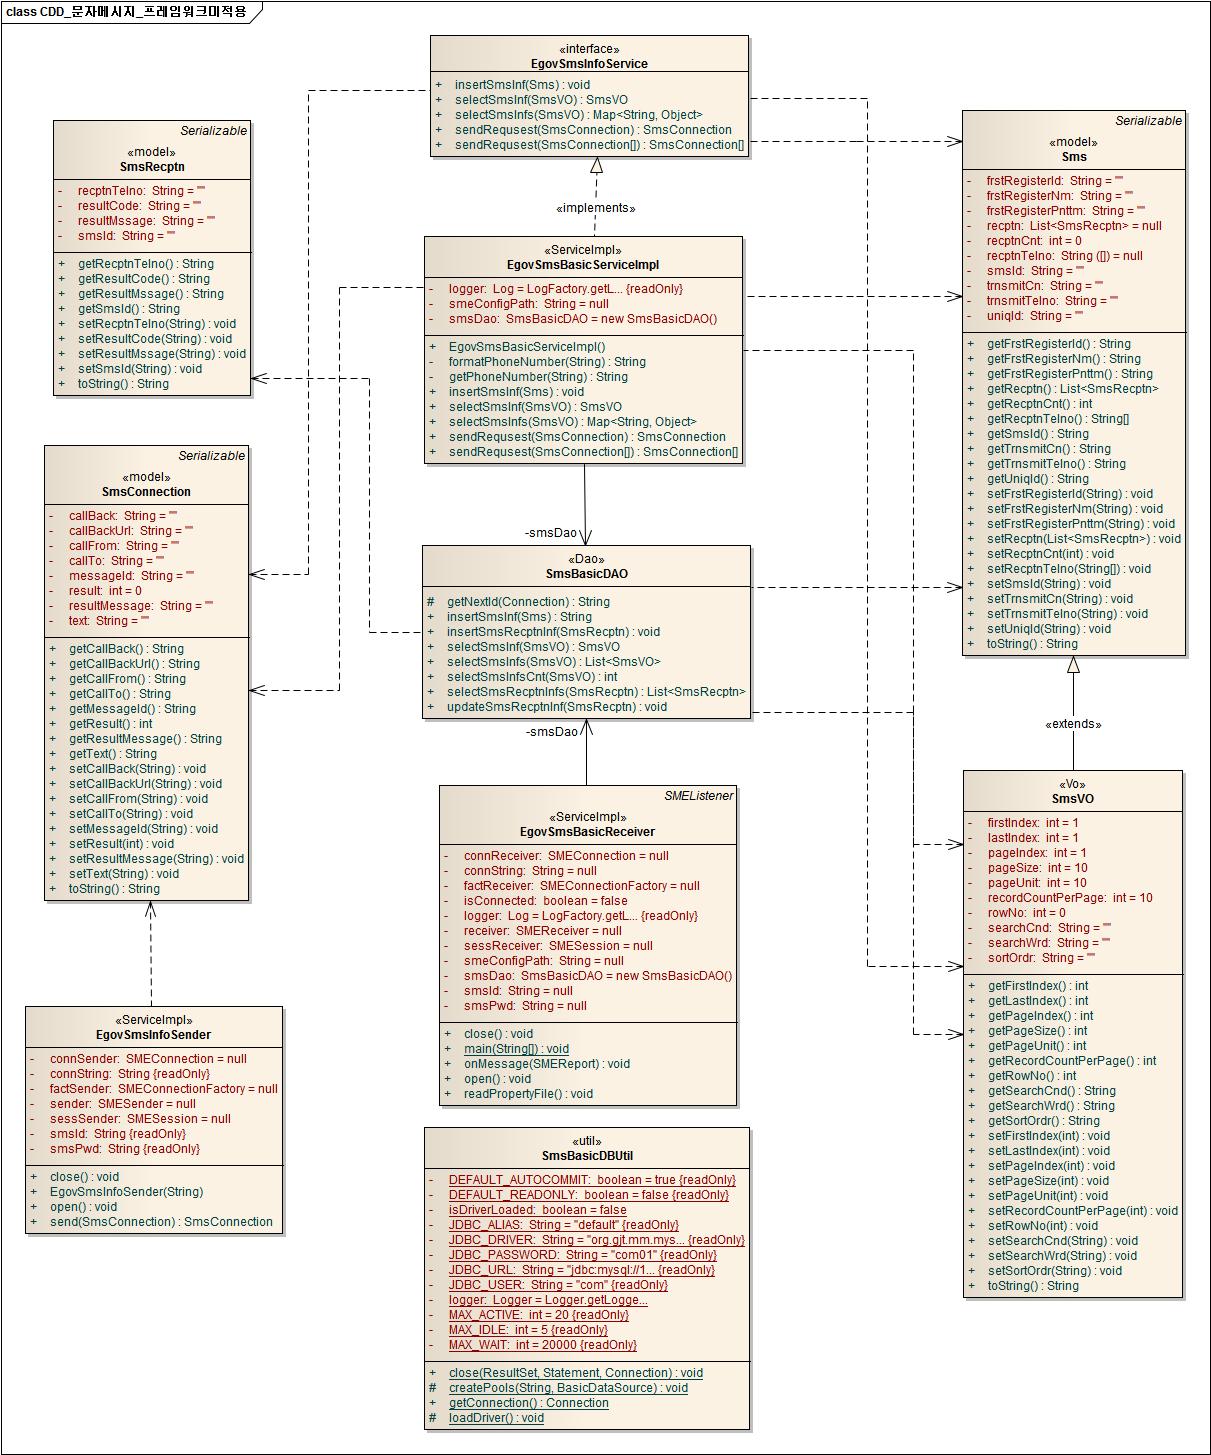 class CDD_문자메시지_프레임워크미적용
«interface»
EgovSmsInfoService
+ insertSmsInf(Sms) : void
+ selectSmsInf(SmsVO) : SmsVO
+ selectSmsInfs(SmsVO) : Map<String, Object>
+ sendRequsest(SmsConnection) : SmsConnection
+ sendRequsest(SmsConnection[]) : SmsConnection[]
Serializable
«model»
SmsRecptn
- recptnTelno: String = ""
- resultCode: String = ""
- resultMssage: String = ""
- smsId: String = ""
+ getRecptnTelno() : String
+ getResultCode() : String
+ getResultMssage() : String
+ getSmsId() : String
+ setRecptnTelno(String) : void
+ setResultCode(String) : void
+ setResultMssage(String) : void
+ setSmsId(String) : void
+ toString() : String
Serializable
«model»
Sms
- frstRegisterId: String = ""
- frstRegisterNm: String = ""
- frstRegisterPnttm: String = ""
- recptn: List<SmsRecptn> = null
- recptnCnt: int = 0
- recptnTelno: String ([]) = null
- smsId: String = ""
- trnsmitCn: String = ""
- trnsmitTelno: String = ""
- uniqId: String = ""
+ getFrstRegisterId() : String
+ getFrstRegisterNm() : String
+ getFrstRegisterPnttm() : String
+ getRecptn() : List<SmsRecptn>
+ getRecptnCnt() : int
+ getRecptnTelno() : String[]
+ getSmsId() : String
+ getTrnsmitCn() : String
+ getTrnsmitTelno() : String
+ getUniqId() : String
+ setFrstRegisterId(String) : void
+ setFrstRegisterNm(String) : void
+ setFrstRegisterPnttm(String) : void
+ setRecptn(List<SmsRecptn>) : void
+ setRecptnCnt(int) : void
+ setRecptnTelno(String[]) : void
+ setSmsId(String) : void
+ setTrnsmitCn(String) : void
+ setTrnsmitTelno(String) : void
+ setUniqId(String) : void
+ toString() : String
«implements»
«ServiceImpl»
EgovSmsBasicServiceImpl
- logger: Log = LogFactory.getL... {readOnly}
- smeConfigPath: String = null
- smsDao: SmsBasicDAO = new SmsBasicDAO()
+ EgovSmsBasicServiceImpl()
- formatPhoneNumber(String) : String
- getPhoneNumber(String) : String
+ insertSmsInf(Sms) : void
+ selectSmsInf(SmsVO) : SmsVO
+ selectSmsInfs(SmsVO) : Map<String, Object>
+ sendRequsest(SmsConnection) : SmsConnection
+ sendRequsest(SmsConnection[]) : SmsConnection[]
-smsDao
Serializable
«model»
SmsConnection
- callBack: String = ""
- callBackUrl: String = ""
- callFrom: String = ""
- callTo: String = ""
- messageId: String = ""
- result: int = 0
- resultMessage: String = ""
- text: String = ""
+ getCallBack() : String
+ getCallBackUrl() : String
+ getCallFrom() : String
+ getCallTo() : String
+ getMessageId() : String
+ getResult() : int
+ getResultMessage() : String
+ getText() : String
+ setCallBack(String) : void
+ setCallBackUrl(String) : void
+ setCallFrom(String) : void
+ setCallTo(String) : void
+ setMessageId(String) : void
+ setResult(int) : void
+ setResultMessage(String) : void
+ setText(String) : void
+ toString() : String
«Dao»
SmsBasicDAO
# getNextId(Connection) : String
+ insertSmsInf(Sms) : String
+ insertSmsRecptnInf(SmsRecptn) : void
+ selectSmsInf(SmsVO) : SmsVO
+ selectSmsInfs(SmsVO) : List<SmsVO>
+ selectSmsInfsCnt(SmsVO) : int
+ selectSmsRecptnInfs(SmsRecptn) : List<SmsRecptn>
+ updateSmsRecptnInf(SmsRecptn) : void
-smsDao
«extends»
SMEListener
«ServiceImpl»
EgovSmsBasicReceiver
- connReceiver: SMEConnection = null
- connString: String = null
- factReceiver: SMEConnectionFactory = null
- isConnected: boolean = false
- logger: Log = LogFactory.getL... {readOnly}
- receiver: SMEReceiver = null
- sessReceiver: SMESession = null
- smeConfigPath: String = null
- smsDao: SmsBasicDAO = new SmsBasicDAO()
- smsId: String = null
- smsPwd: String = null
+ close() : void
+ main(String[]) : void
+ onMessage(SMEReport) : void
+ open() : void
+ readPropertyFile() : void
«Vo»
SmsVO
- firstIndex: int = 1
- lastIndex: int = 1
- pageIndex: int = 1
- pageSize: int = 10
- pageUnit: int = 10
- recordCountPerPage: int = 10
- rowNo: int = 0
- searchCnd: String = ""
- searchWrd: String = ""
- sortOrdr: String = ""
+ getFirstIndex() : int
+ getLastIndex() : int
+ getPageIndex() : int
+ getPageSize() : int
+ getPageUnit() : int
+ getRecordCountPerPage() : int
+ getRowNo() : int
+ getSearchCnd() : String
+ getSearchWrd() : String
+ getSortOrdr() : String
+ setFirstIndex(int) : void
+ setLastIndex(int) : void
+ setPageIndex(int) : void
+ setPageSize(int) : void
+ setPageUnit(int) : void
+ setRecordCountPerPage(int) : void
+ setRowNo(int) : void
+ setSearchCnd(String) : void
+ setSearchWrd(String) : void
+ setSortOrdr(String) : void
+ toString() : String
«ServiceImpl»
EgovSmsInfoSender
- connSender: SMEConnection = null
- connString: String {readOnly}
- factSender: SMEConnectionFactory = null
- sender: SMESender = null
- sessSender: SMESession = null
- smsId: String {readOnly}
- smsPwd: String {readOnly}
+ close() : void
+ EgovSmsInfoSender(String)
+ open() : void
+ send(SmsConnection) : SmsConnection
«util»
SmsBasicDBUtil
- DEFAULT_AUTOCOMMIT: boolean = true {readOnly}
- DEFAULT_READONLY: boolean = false {readOnly}
- isDriverLoaded: boolean = false
- JDBC_ALIAS: String = "default" {readOnly}
- JDBC_DRIVER: String = "org.gjt.mm.mys... {readOnly}
- JDBC_PASSWORD: String = "com01" {readOnly}
- JDBC_URL: String = "jdbc:mysql://1... {readOnly}
- JDBC_USER: String = "com" {readOnly}
- logger: Logger = Logger.getLogge...
- MAX_ACTIVE: int = 20 {readOnly}
- MAX_IDLE: int = 5 {readOnly}
- MAX_WAIT: int = 20000 {readOnly}
+ close(ResultSet, Statement, Connection) : void
# createPools(String, BasicDataSource) : void
+ getConnection() : Connection
# loadDriver() : void